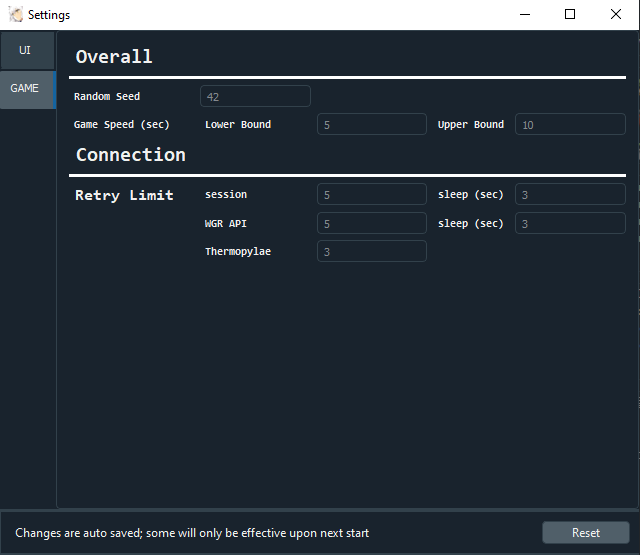 Settings
UI
GAME
Overall
Random Seed 42
Game Speed (sec) Lower Bound 5 Upper Bound 10
Connection
Retry Limit session 5 sleep (sec) 3
WGR API 5 sleep (sec) 3
Thermopylae 3
Changes are auto saved; some will only be effective upon next start Reset